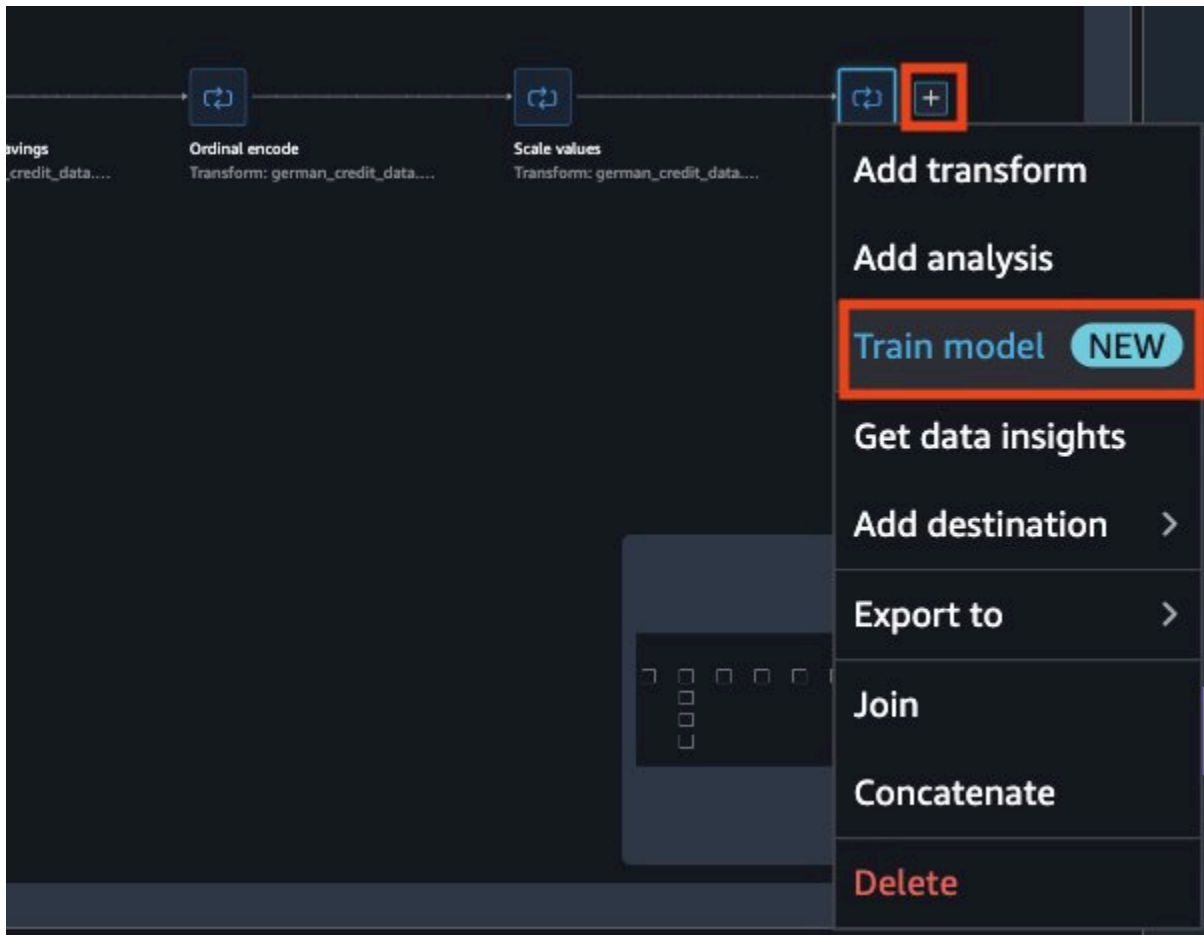 avings
_credit_data....
Ordinal encode
Transform: german_credit_data....
Scale values
Transform: german_credit_data....
+
Add transform
Add analysis
Train model NEW
Get data insights
Add destination >
Export to >
Join
Concatenate
Delete